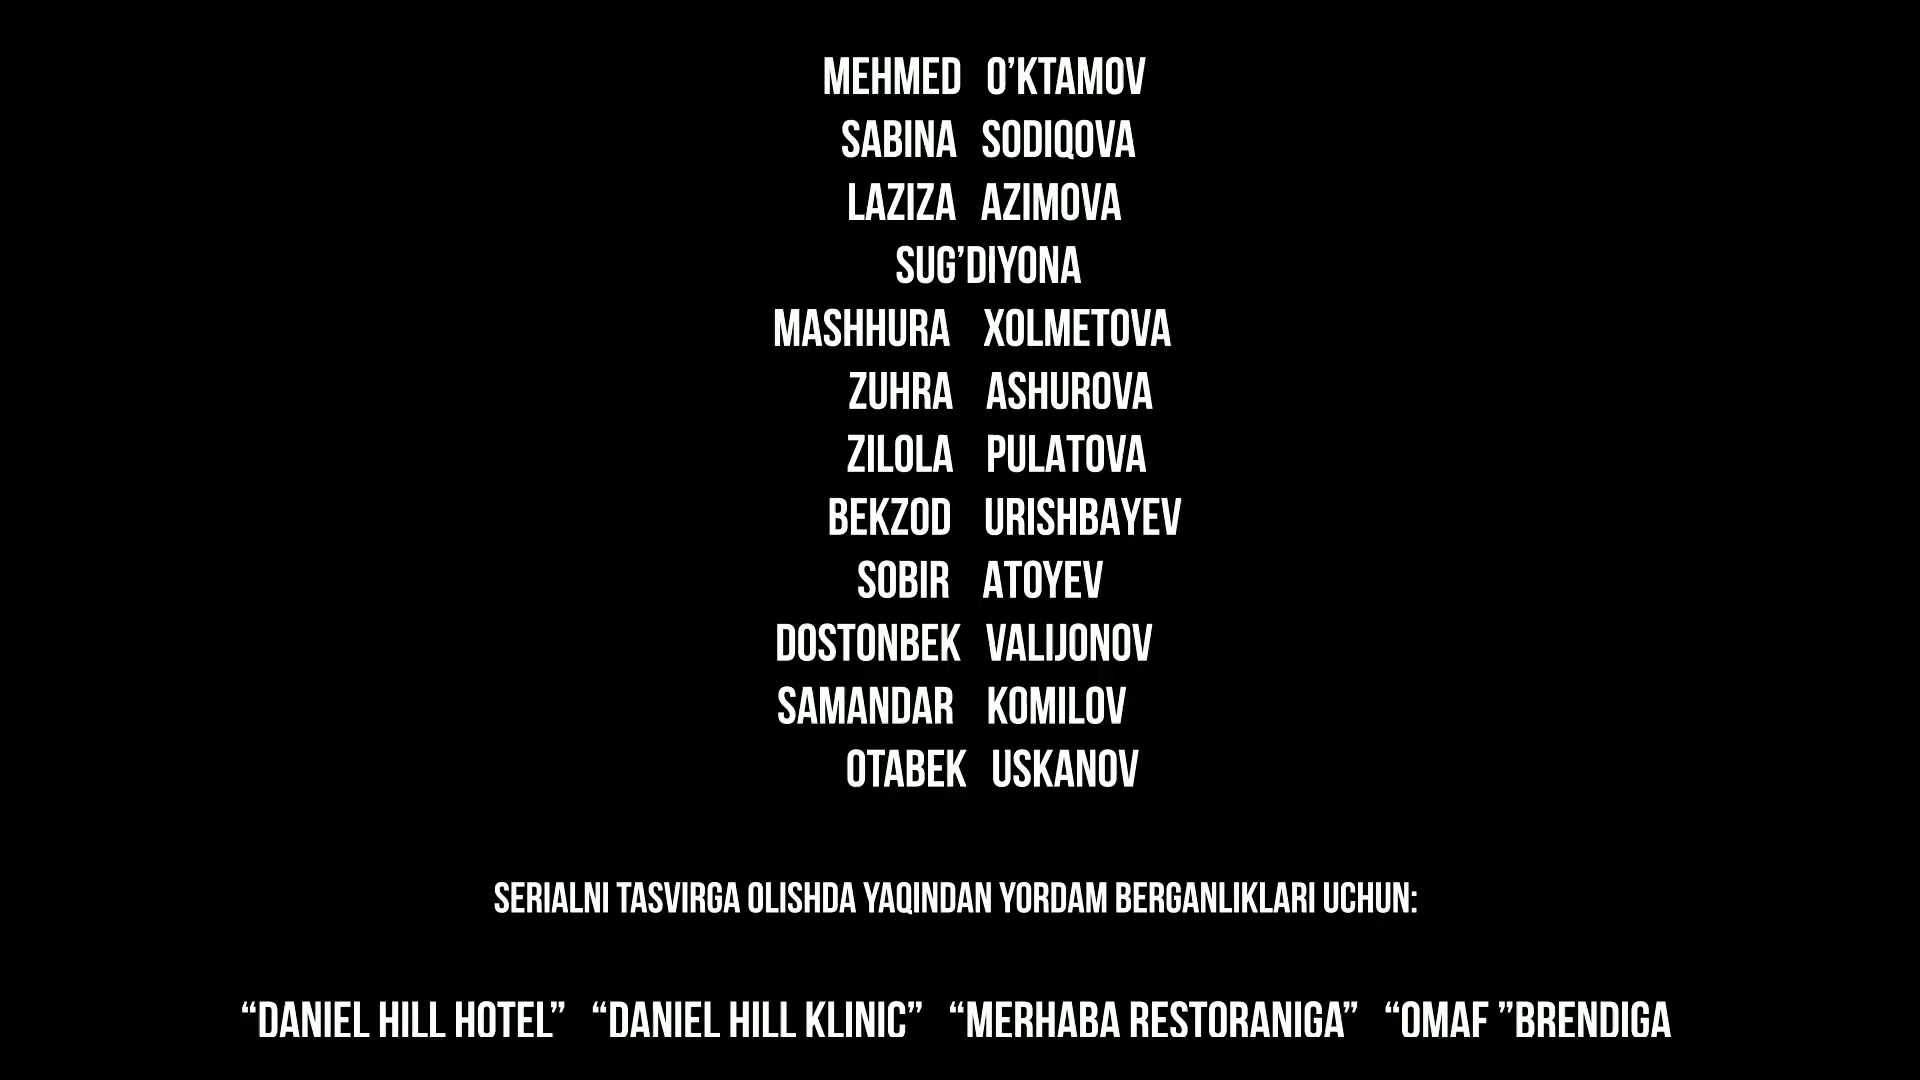 MEHMED O’KTAMOV
SABINA SODIQOVA
LAZIZA AZIMOVA
SUG’DIYONA
MASHHURA XOLMETOVA
ZUHRA ASHUROVA
ZILOLA PULATOVA
BEKZOD URISHBAYEV
SOBIR ATOYEV
DOSTONBEK VALIJONOV
SAMANDAR KOMILOV
OTABEK USKANOV
SERIALNI TASVIRGA OLISHDA YAQINDAN YORDAM BERGANLIKLARI UCHUN:
“DANIEL HILL HOTEL” “DANIEL HILL KLINIC” “MERHABA RESTORANIGA” “OMAF ”BRENDIGA